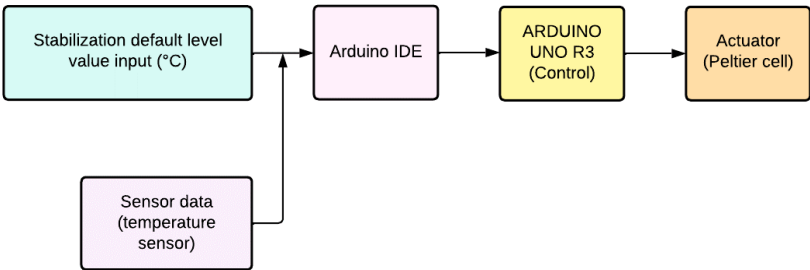 Stabilization default level
value input (°C)
Arduino IDE
ARDUINO
UNO R3
(Control)
Actuator
(Peltier cell)
Sensor data
(temperature
sensor)